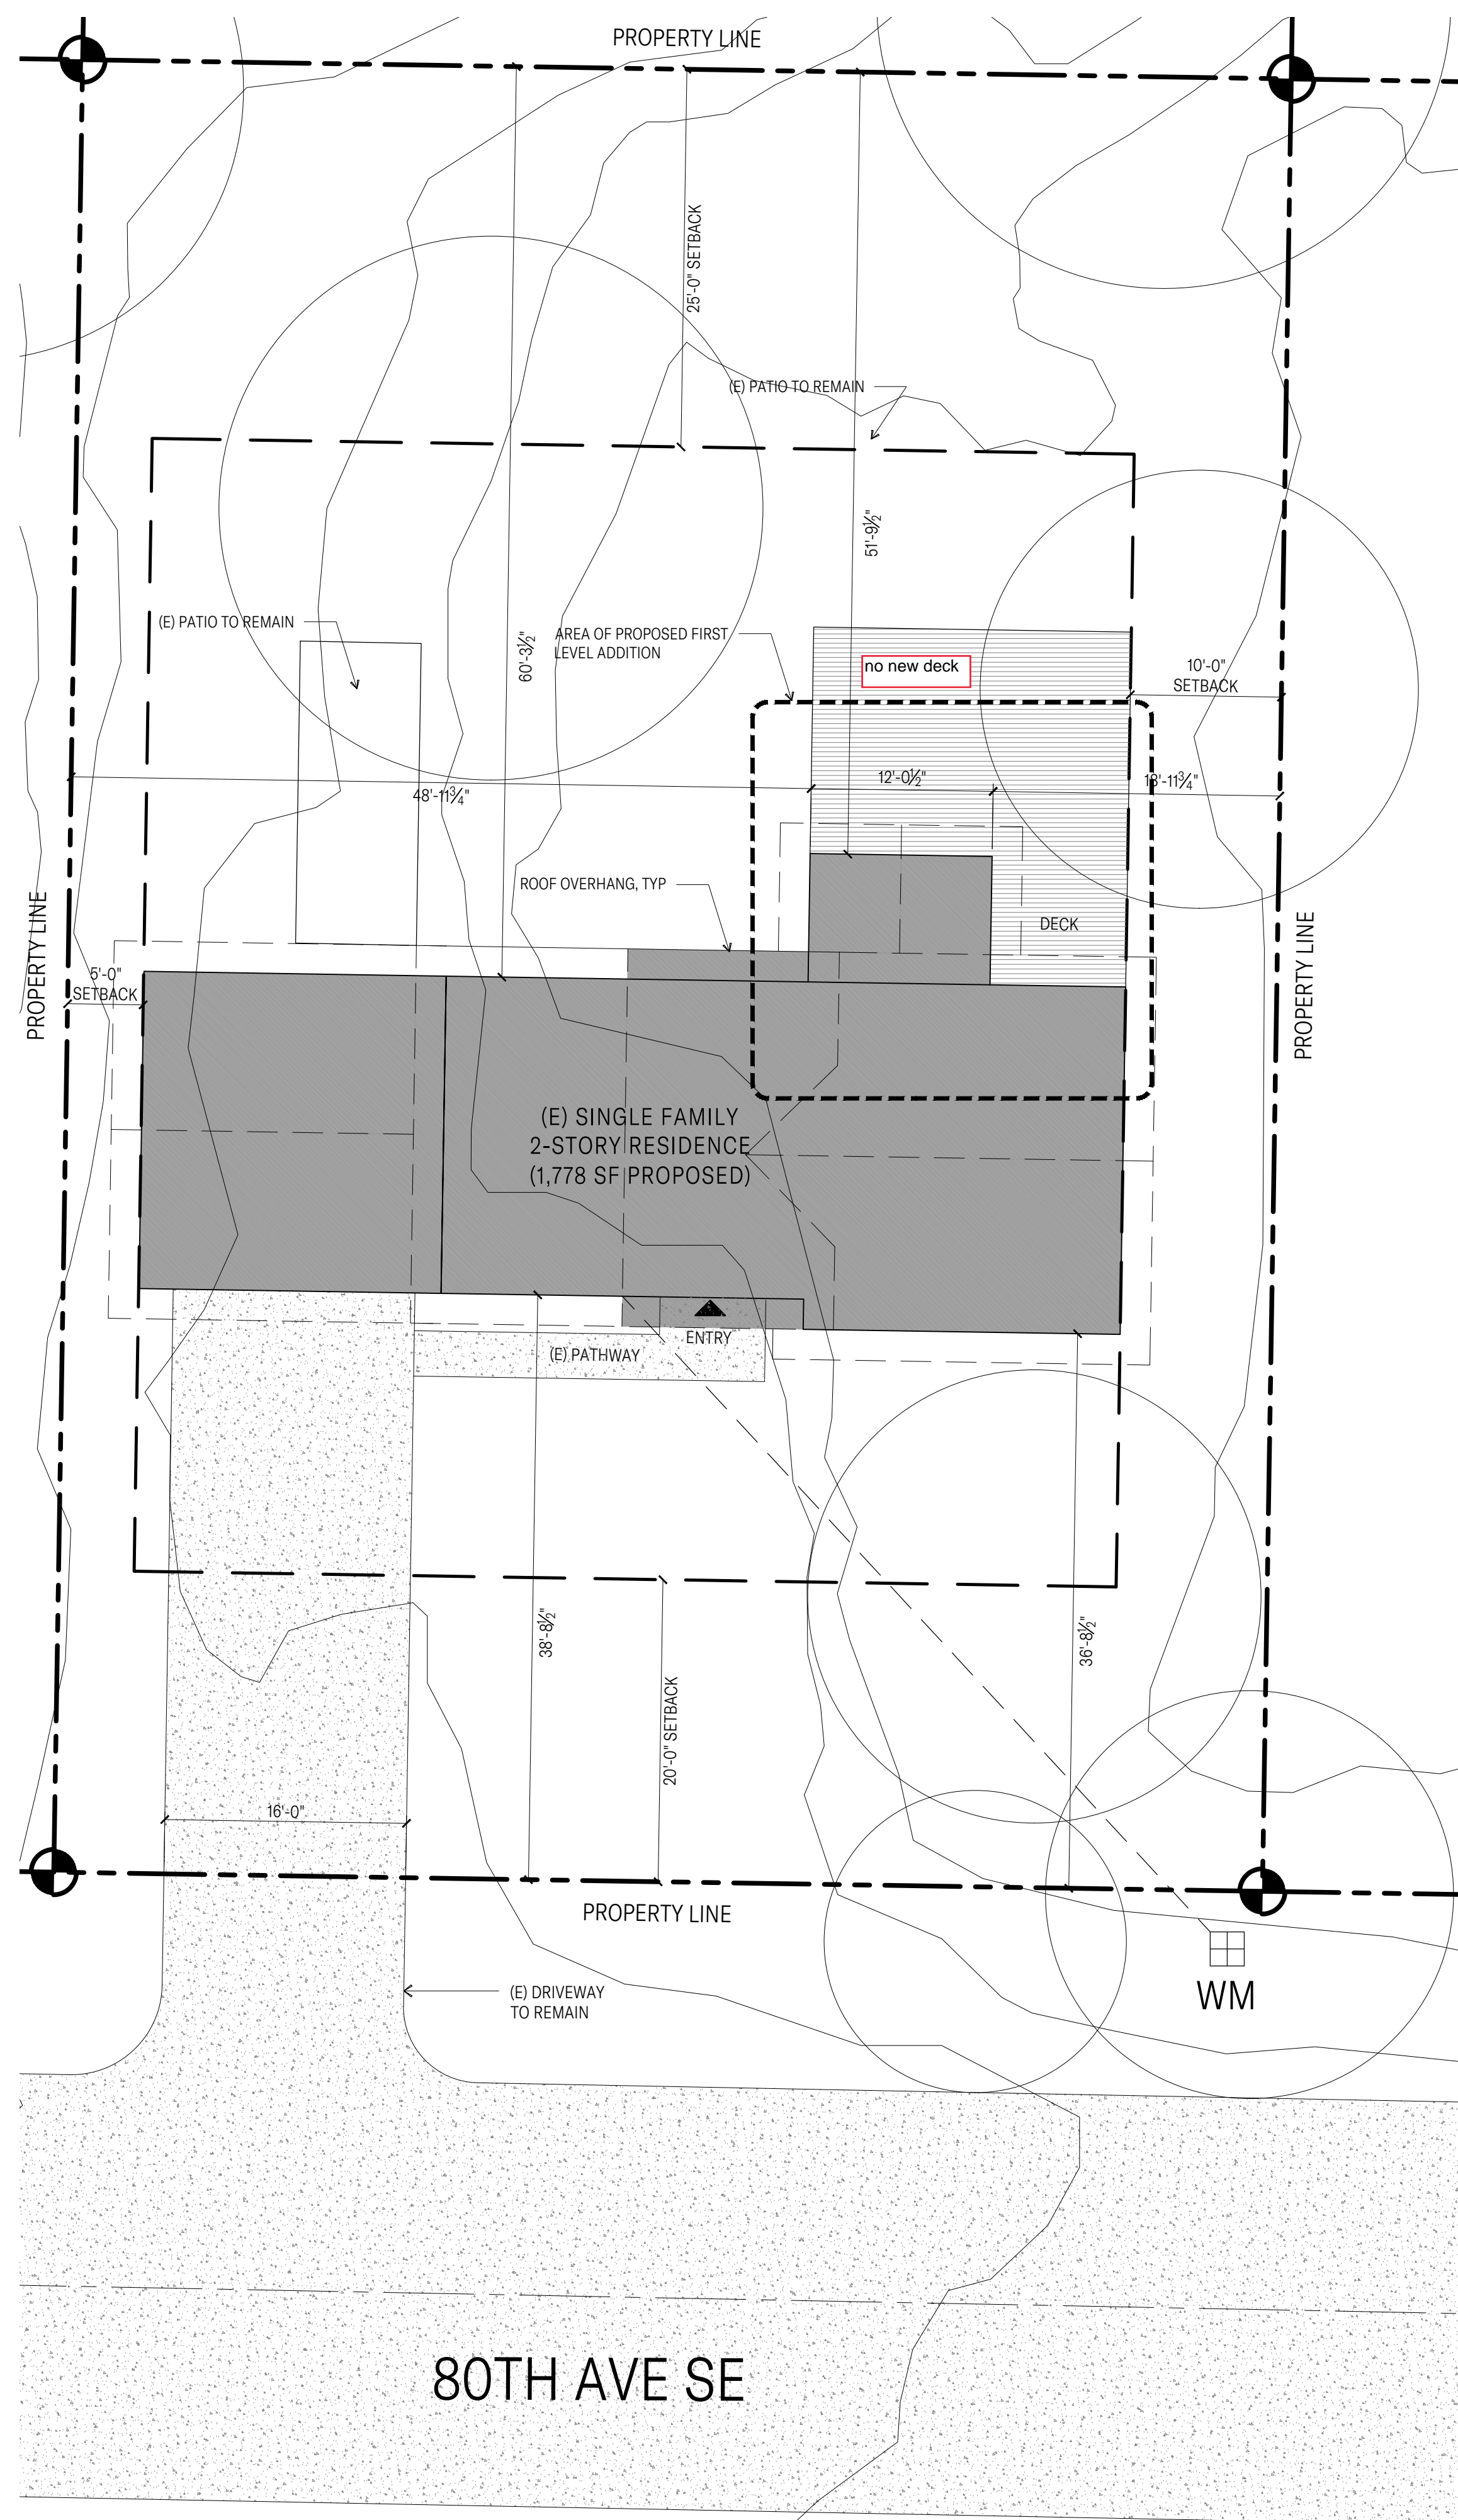 PROPERTY LINE
25'-0" SETBACK
(E) PATIO TO REMAIN
51'-9½"
(E) PATIO TO REMAIN
60'-3½"
AREA OF PROPOSED FIRST
LEVEL ADDITION
no new deck
10'-0"
SETBACK
12'-0½"
18'-11¾"
48'-11¾"
ROOF OVERHANG, TYP
DECK
PROPERTY LINE
PROPERTY LINE
5'-0"
SETBACK
(E) SINGLE FAMILY
2-STORY RESIDENCE
(1,778 SF PROPOSED)
ENTRY
(E) PATHWAY
38'-8½"
36'-8½"
20'-0" SETBACK
16'-0"
PROPERTY LINE
(E) DRIVEWAY
TO REMAIN
WM
80TH AVE SE